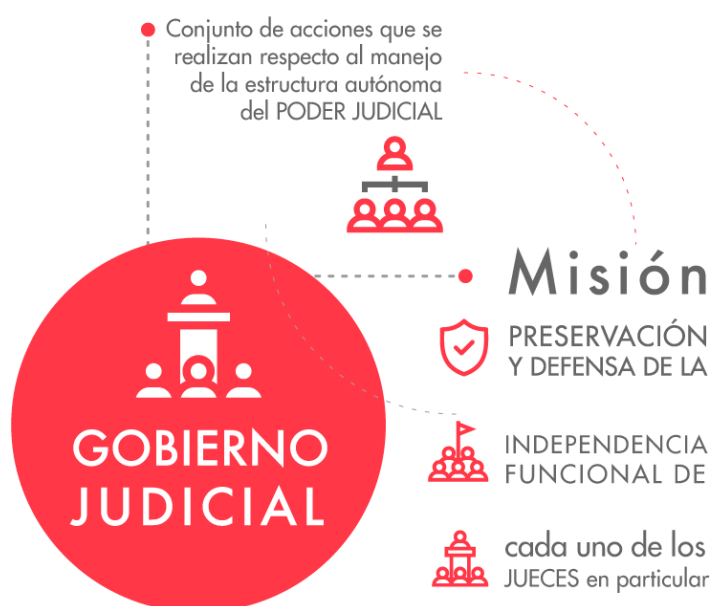 Conjunto de acciones que se
realizan respecto al manejo
de la estructura autónoma
del PODER JUDICIAL
GOBIERNO
JUDICIAL
Misión
PRESERVACIÓN
Y DEFENSA DE LA
INDEPENDENCIA
FUNCIONAL DE
cada uno de los
JUECES en particular